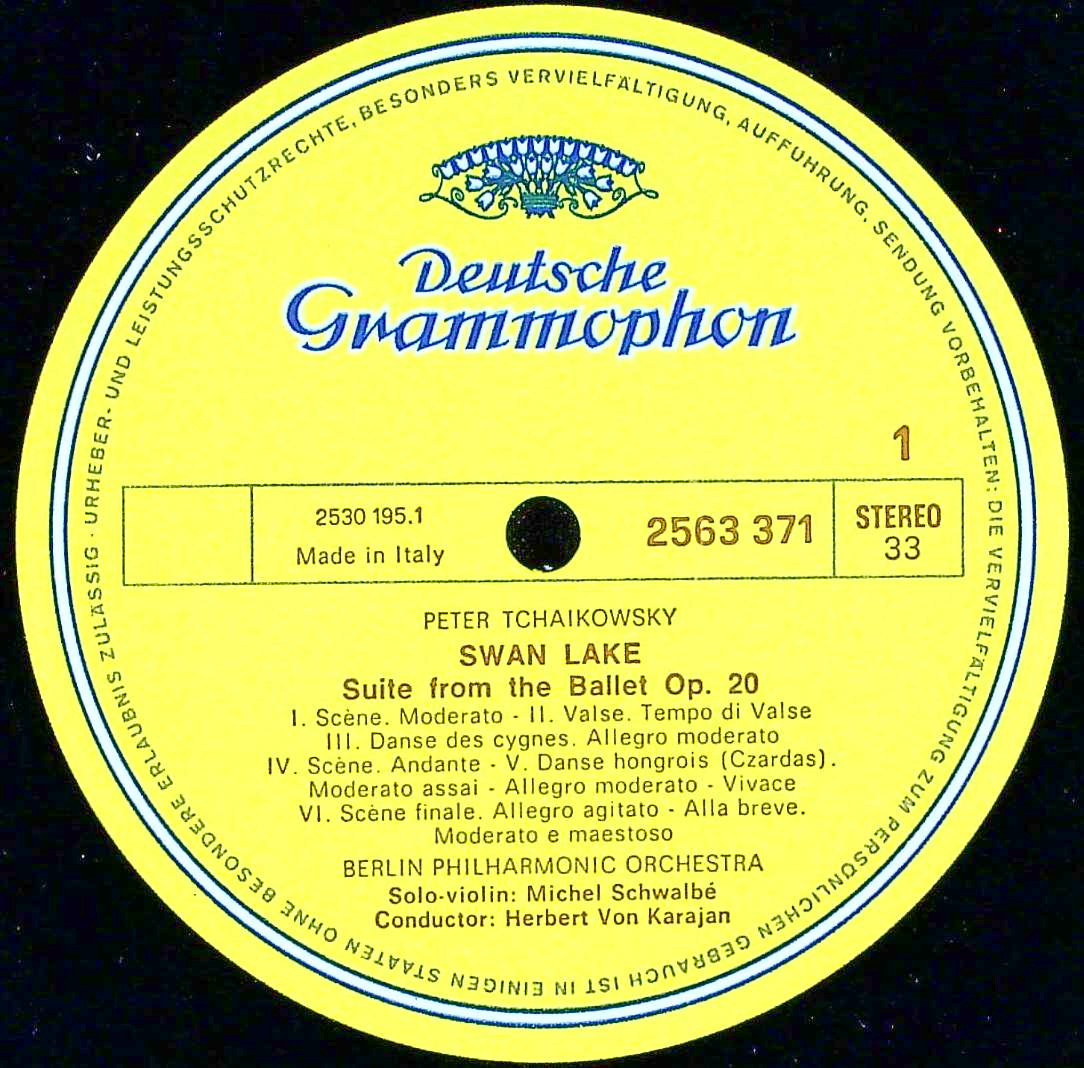 URHEBER- UND LEISTUNGSSCHUTZRECHTE, BESONDERS VERVIELFÄLTIGUNG, AUFFÜHRUNG, SENDUNG VORBEHALTEN: DIE VERVIELFÄLTIGUNG ZUM PERSÖNLICHEN GEBRAUCH IST IN EINIGEN STAATEN OHNE BESONDERE ERLAUBNIS ZULÄSSIG ·
Deutsche
Grammophon
1
2530 195.1
Made in Italy
2563 371
STEREO
33
PETER TCHAIKOWSKY
SWAN LAKE
Suite from the Ballet Op. 20
I. Scène. Moderato - II. Valse. Tempo di Valse
III. Danse des cygnes. Allegro moderato
IV. Scène. Andante - V. Danse hongrois (Czardas).
Moderato assai - Allegro moderato - Vivace
VI. Scène finale. Allegro agitato - Alla breve.
Moderato e maestoso
BERLIN PHILHARMONIC ORCHESTRA
Solo-violin: Michel Schwalbé
Conductor: Herbert Von Karajan